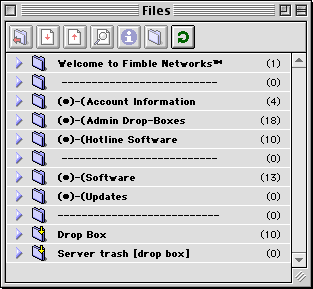 Files
Welcome to Fimble Networks™ (1)
------------------------- (0)
(●)-(Account Information (4)
(●)-(Admin Drop-Boxes (18)
(●)-(Hotline Software (10)
------------------------- (0)
(●)-(Software (13)
(●)-(Updates (0)
-------------------------- (0)
Drop Box (10)
Server trash [drop box] (0)